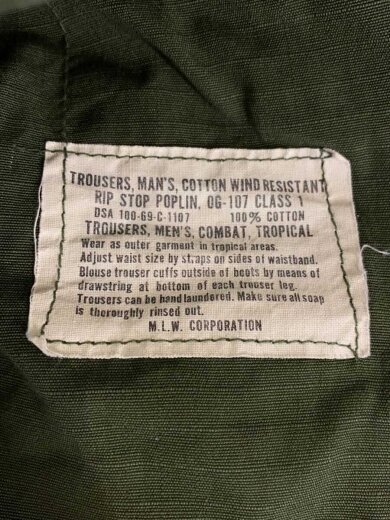 TROUSERS, MAN'S, COTTON WIND RESISTANT
RIP STOP POPLIN, OG-107 CLASS 1
DSA 100-69-C-1107 100% COTTON
TROUSERS, MEN'S, COMBAT, TROPICAL
Wear as outer garment in tropical areas.
Adjust waist size by straps on sides of waistband.
Blouse trouser cuffs outside of boots by means of
drawstring at bottom of each trouser leg.
Trousers can be hand laundered. Make sure all soap
is thoroughly rinsed out.
M.L.W. CORPORATION